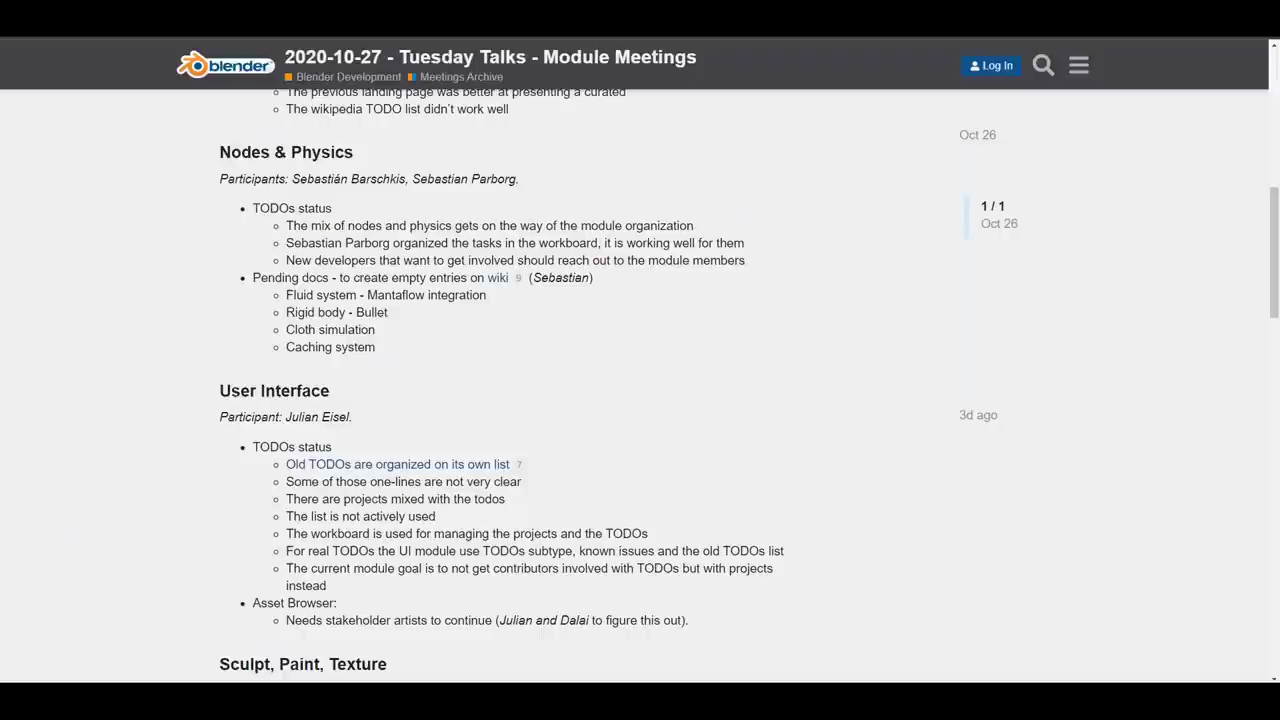 blender
2020-10-27 - Tuesday Talks - Module Meetings
Blender Development Meetings Archive
Log In
The previous landing page was better at presenting a curated
The wikipedia TODO list didn't work well
Oct 26
Nodes & Physics
Participants: Sebastián Barschkis, Sebastian Parborg.
1 / 1
Oct 26
TODOs status
The mix of nodes and physics gets on the way of the module organization
Sebastian Parborg organized the tasks in the workboard, it is working well for them
New developers that want to get involved should reach out to the module members
Pending docs - to create empty entries on wiki 9 (Sebastian)
Fluid system - Mantaflow integration
Rigid body - Bullet
Cloth simulation
Caching system
User Interface
Participant: Julian Eisel.
3d ago
TODOs status
Old TODOs are organized on its own list 7
Some of those one-lines are not very clear
There are projects mixed with the todos
The list is not actively used
The workboard is used for managing the projects and the TODOs
For real TODOs the UI module use TODOs subtype, known issues and the old TODOs list
The current module goal is to not get contributors involved with TODOs but with projects
instead
Asset Browser:
Needs stakeholder artists to continue (Julian and Dalai to figure this out).
Sculpt, Paint, Texture